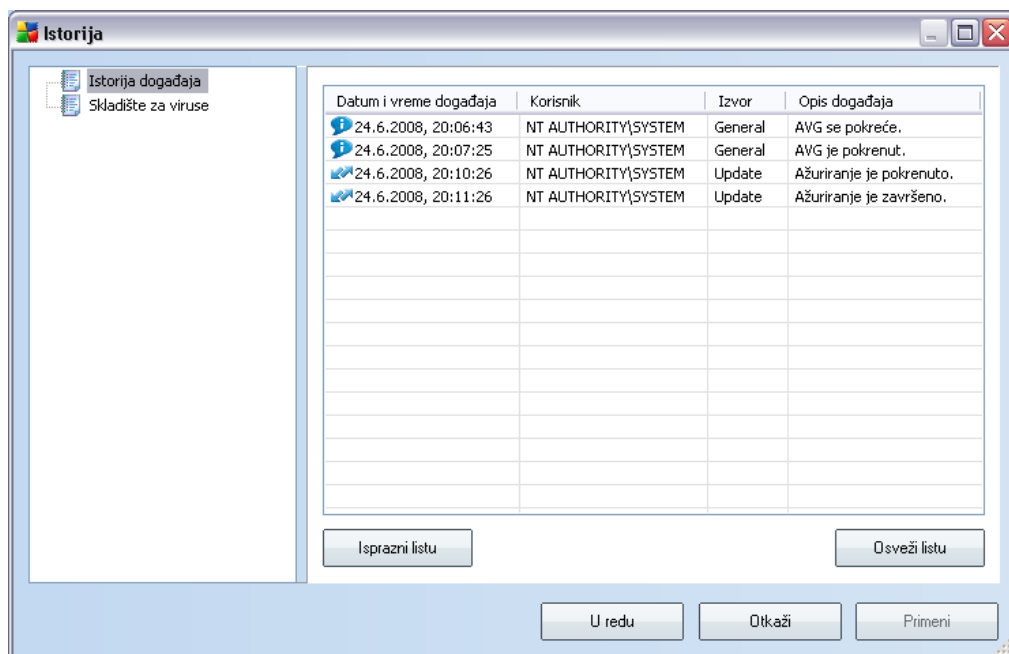 Istorija
Istorija događaja
Skladište za viruse
Datum i vreme događaja Korisnik Izvor Opis događaja
24.6.2008, 20:06:43 NT AUTHORITY\SYSTEM General AVG se pokreće.
24.6.2008, 20:07:25 NT AUTHORITY\SYSTEM General AVG je pokrenut.
24.6.2008, 20:10:26 NT AUTHORITY\SYSTEM Update Ažuriranje je pokrenuto.
24.6.2008, 20:11:26 NT AUTHORITY\SYSTEM Update Ažuriranje je završeno.
Isprazni listu Osveži listu
U redu Otkaži Primeni